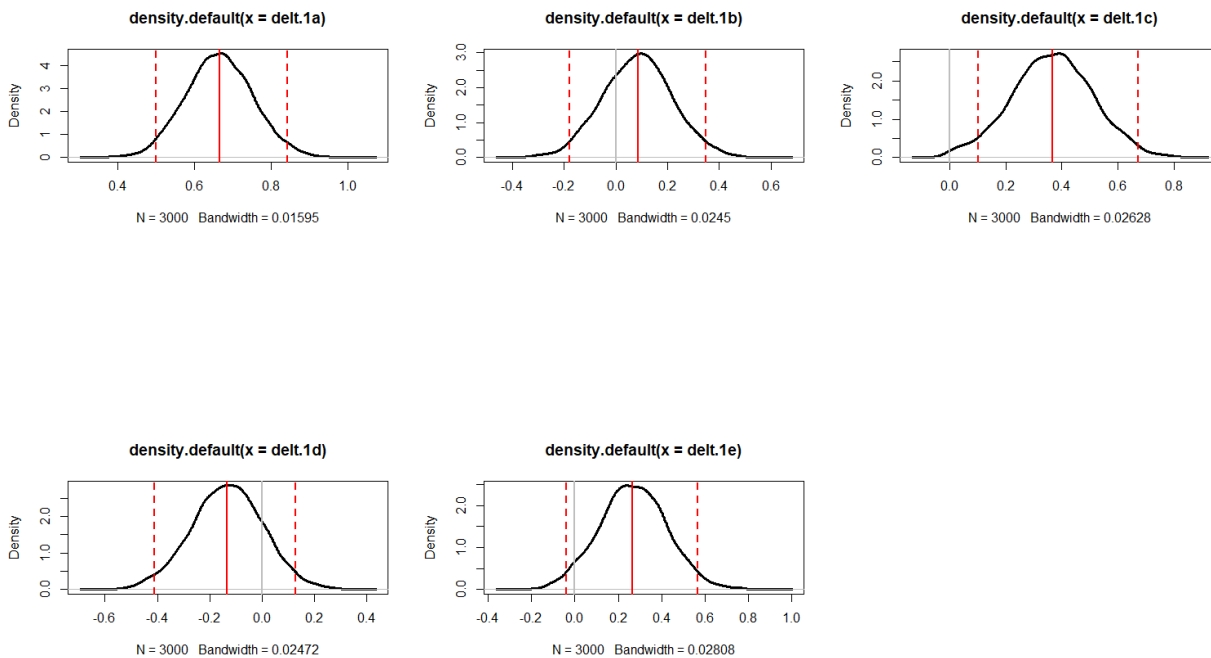 density.default(x = delt.1a)
Density
0 1 2 3 4
0.4 0.6 0.8 1.0
N = 3000 Bandwidth = 0.01595
density.default(x = delt.1b)
Density
0.0 1.0 2.0 3.0
-0.4 -0.2 0.0 0.2 0.4 0.6
N = 3000 Bandwidth = 0.0245
density.default(x = delt.1c)
Density
0.0 1.0 2.0
0.0 0.2 0.4 0.6 0.8
N = 3000 Bandwidth = 0.02628
density.default(x = delt.1d)
Density
0.0 1.0 2.0
-0.6 -0.4 -0.2 0.0 0.2 0.4
N = 3000 Bandwidth = 0.02472
density.default(x = delt.1e)
Density
0.0 1.0 2.0
-0.4 -0.2 0.0 0.2 0.4 0.6 0.8 1.0
N = 3000 Bandwidth = 0.02808